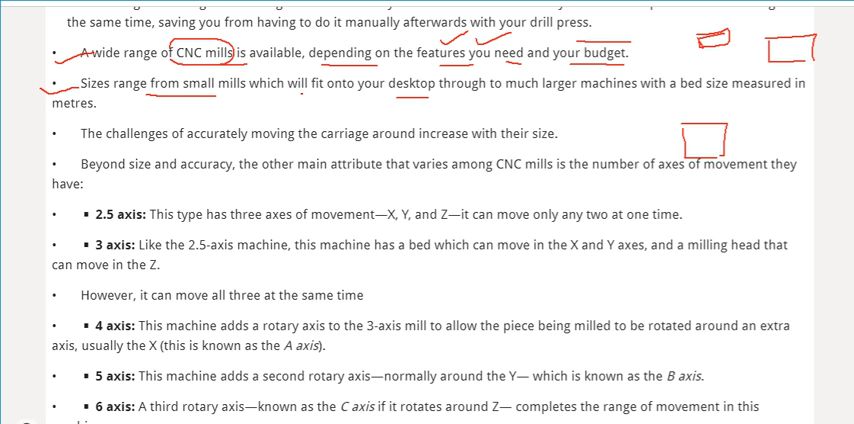 the same time, saving you from having to do it manually afterwards with your drill press.
• A wide range of CNC mills is available, depending on the features you need and your budget.
• Sizes range from small mills which will fit onto your desktop through to much larger machines with a bed size measured in
metres.
• The challenges of accurately moving the carriage around increase with their size.
• Beyond size and accuracy, the other main attribute that varies among CNC mills is the number of axes of movement they
have:
• ▪ 2.5 axis: This type has three axes of movement—X, Y, and Z—it can move only any two at one time.
• ▪ 3 axis: Like the 2.5-axis machine, this machine has a bed which can move in the X and Y axes, and a milling head that
can move in the Z.
• However, it can move all three at the same time
• ▪ 4 axis: This machine adds a rotary axis to the 3-axis mill to allow the piece being milled to be rotated around an extra
axis, usually the X (this is known as the A axis).
• ▪ 5 axis: This machine adds a second rotary axis—normally around the Y— which is known as the B axis.
• ▪ 6 axis: A third rotary axis—known as the C axis if it rotates around Z— completes the range of movement in this